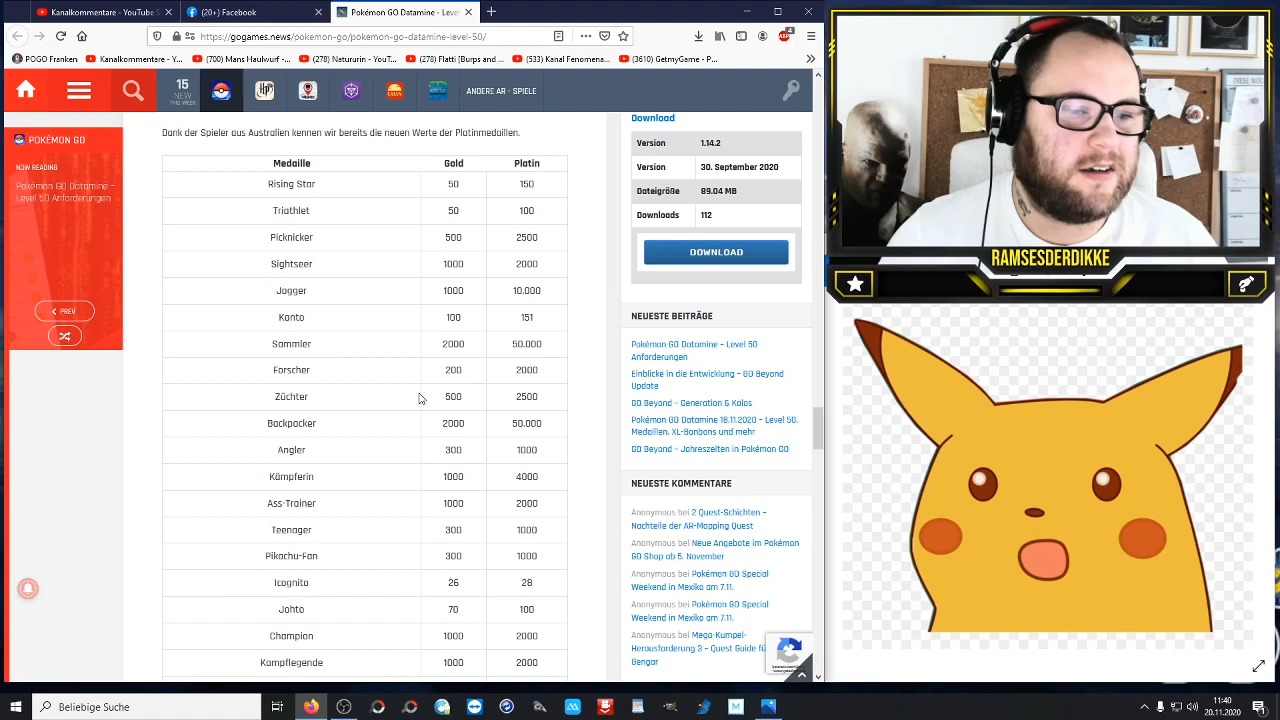 Kanalkommentare - YouTube S
(20+) Facebook
Pokémon GO Datamine – Leve
https://gogames.news/pokemon-go/pokemon-go-datamine-level-50/
POGO Franken
Kanalkommentare - Y...
(700) Mans Haulwyr -...
(278) Naturuin - You...
(278) Flatti(Burps and ...
(533) Kanal Fenomena...
(3610) GetmyGame - P...
15
NEW
THIS WEEK
ANDERE AR - SPIELE
POKÉMON GO
NOW READING
Pokémon GO Datamine –
Level 50 Anforderungen
PREV
Dank der Spieler aus Australien kennen wir bereits die neuen Werte der Platinmedaillen.
Medaille Gold Platin
Rising Star 50 150
Triathlet 50 100
Picknicker 500 2500
Sightseer 1000 2000
Jogger 1000 10.000
Kanto 100 151
Sammler 2000 50.000
Forscher 200 2000
Züchter 500 2500
Backpacker 2000 50.000
Angler 300 1000
Kämpferin 1000 4000
Ass-Trainer 1000 2000
Teenager 300 1000
Pikachu-Fan 300 1000
Icognito 26 28
Johto 70 100
Champion 1000 2000
Kampflegende 1000 2000
Download
Version 1.14.2
Version 30. September 2020
Dateigröße 89.04 MB
Downloads 112
DOWNLOAD
NEUESTE BEITRÄGE
Pokémon GO Datamine – Level 50
Anforderungen
Einblicke in die Entwicklung – GO Beyond
Update
GO Beyond – Generation 6 Kalos
Pokémon GO Datamine 18.11.2020 – Level 50,
Medaillen, XL-Bonbons und mehr
GO Beyond – Jahreszeiten in Pokémon GO
NEUESTE KOMMENTARE
Anonymous bei 2 Quest-Schichten –
Nachteile der AR-Mapping Quest
Anonymous bei Neue Angebote im Pokémon
GO Shop ab 5. November
Anonymous bei Pokémon GO Special
Weekend in Mexiko am 7.11.
Anonymous bei Pokémon GO Special
Weekend in Mexiko am 7.11.
Anonymous bei Mega-Kumpel-
Herausforderung 3 – Quest Guide fü
Gengar
RAMSESDERDIKKE
Beliebige Suche
11:40
20.11.2020